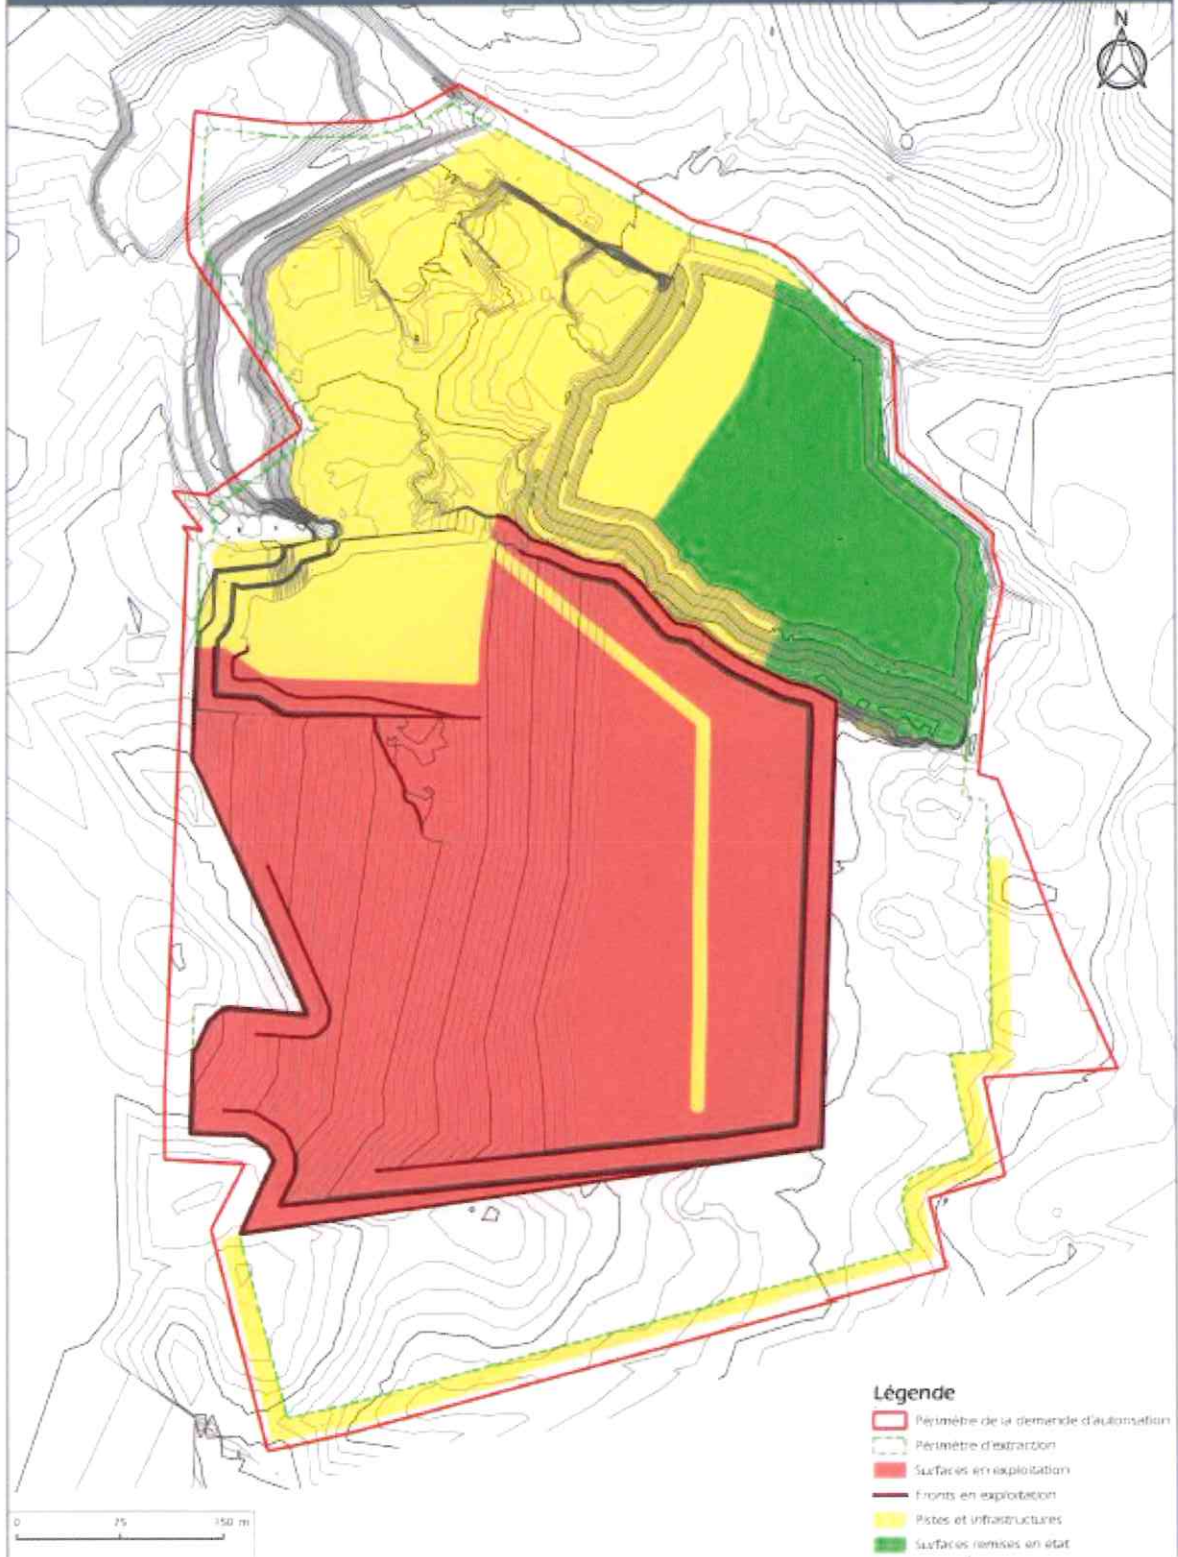 N
Légende
Périmètre de la demande d'autorisation
Périmètre d'extraction
Surfaces en exploitation
Fronts en exploitation
Pistes et infrastructures
Surfaces remises en état
0 75 150 m